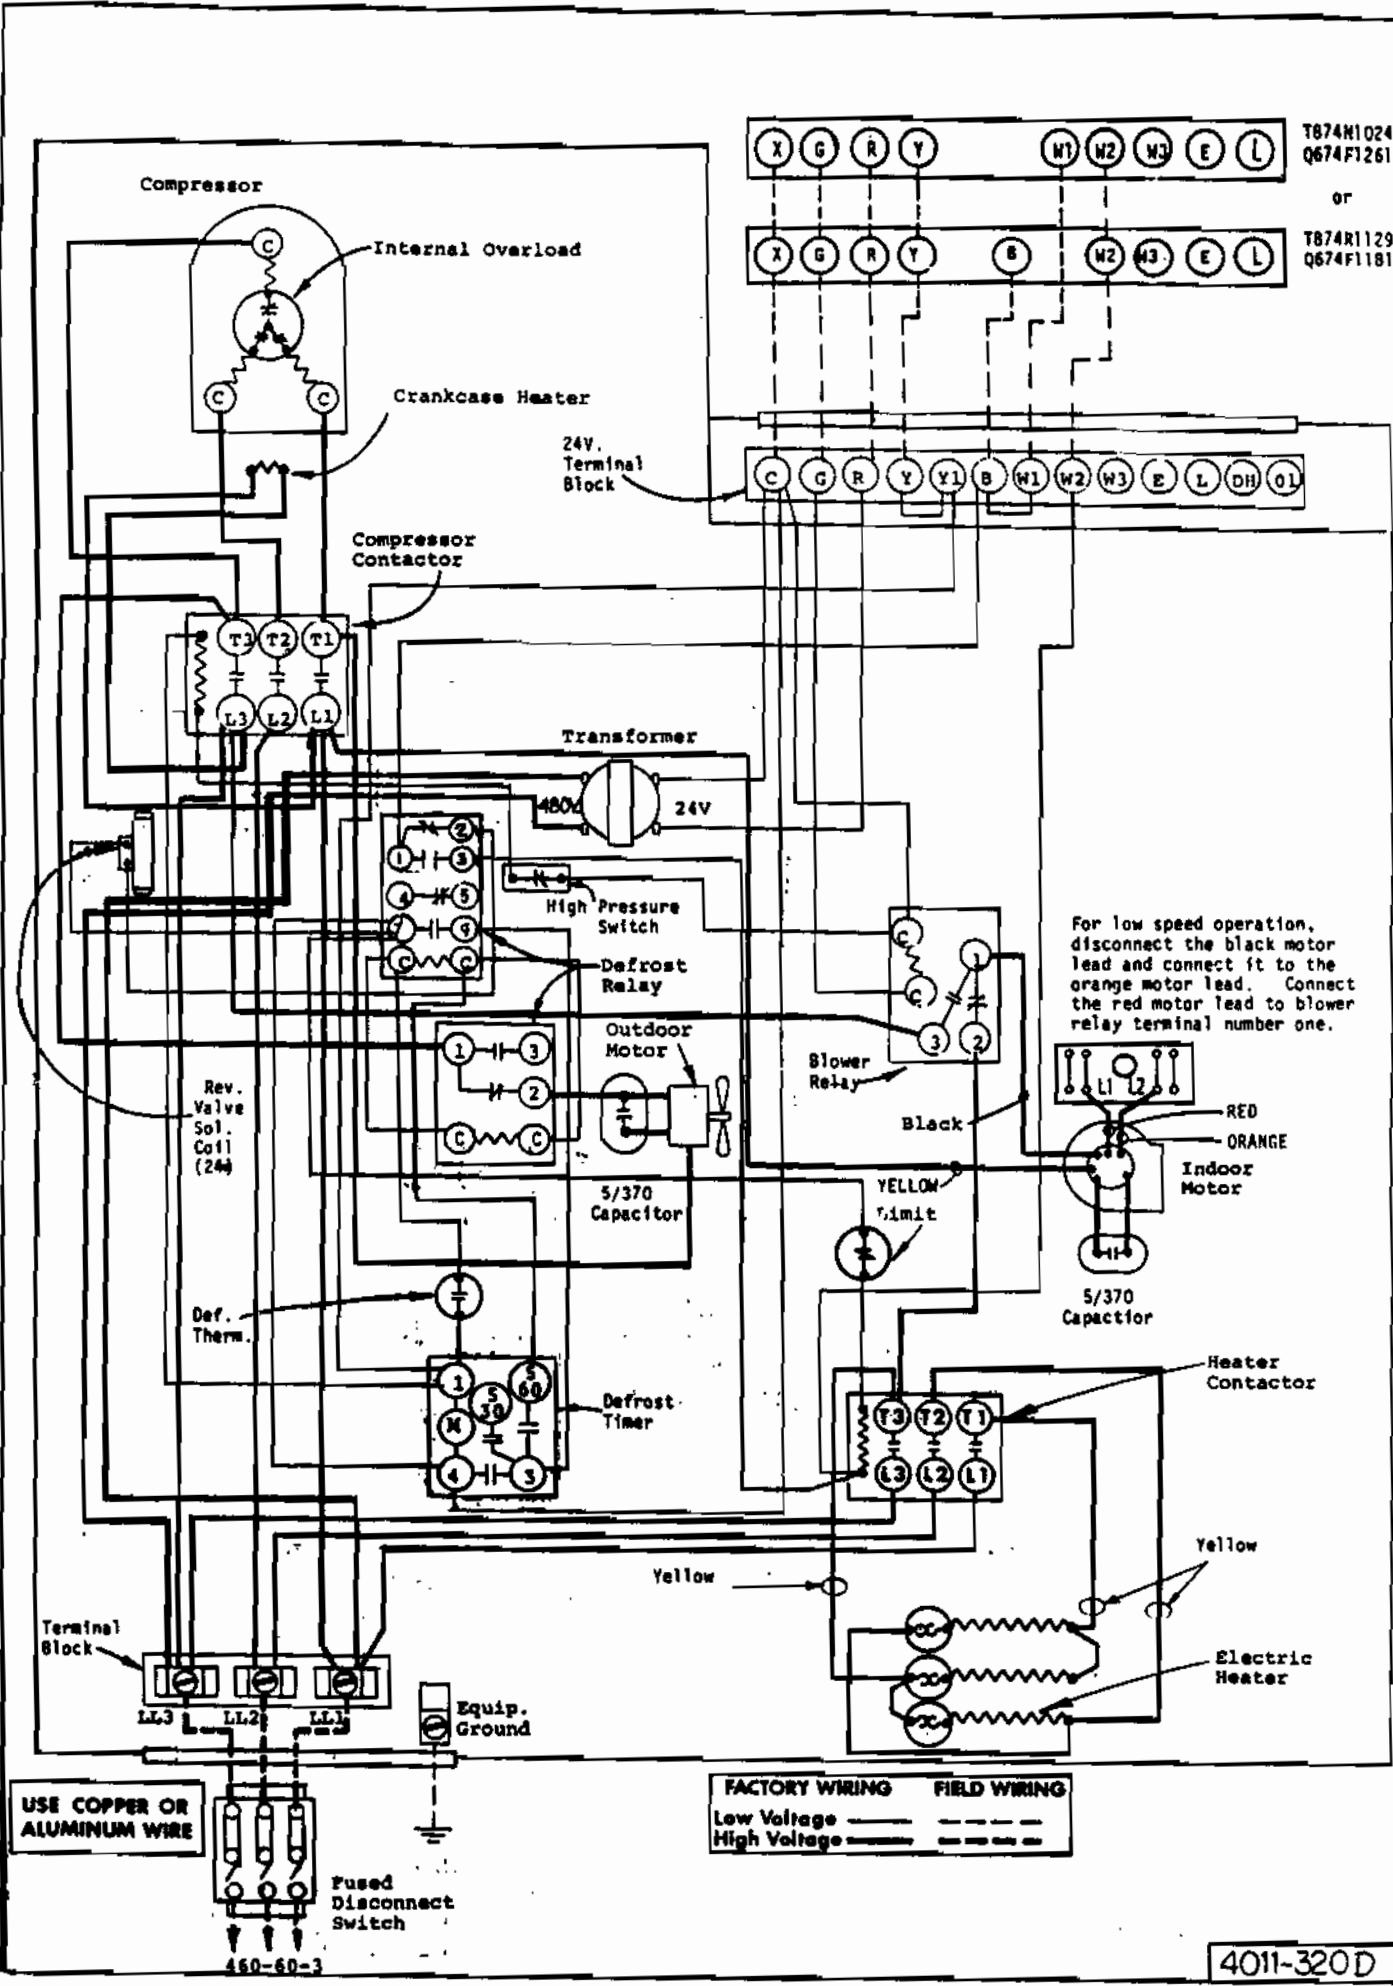 T874N1024
X G R Y W1 W2 W3 E L
Q674F1261
or
Compressor
T874R1129
X G R Y B W2 W3 E L
Q674F1181
C
Internal Overload
C C
Crankcase Heater
24V.
Terminal
Block
C G R Y Y1 B W1 W2 W3 E L DH 01
Compressor
Contactor
T3 T2 T1
L3 L2 L1
Transformer
480V 24V
2
1 3
4 5
9
C C
High Pressure
Switch
Defrost
Relay
C 1
C
3 2
Blower
Relay
For low speed operation,
disconnect the black motor
lead and connect it to the
orange motor lead. Connect
the red motor lead to blower
relay terminal number one.
Outdoor
Motor
1 3
2
C C
L1 L2
RED
ORANGE
Black
Indoor
Motor
Rev.
Valve
Sol.
Coil
5/370
Capacitor
YELLOW
Limit
5/370
Capactior
Def.
Therm.
1 S 30 S 60
M
4 3
Defrost
Timer
Heater
Contactor
T3 T2 T1
L3 L2 L1
Yellow
Yellow
Terminal
Block
Electric
Heater
LL3 LL2 LL1
Equip.
Ground
USE COPPER OR
ALUMINUM WIRE
FACTORY WIRING FIELD WIRING
Low Voltage
High Voltage
Fused
Disconnect
Switch
460-60-3
4011-320D